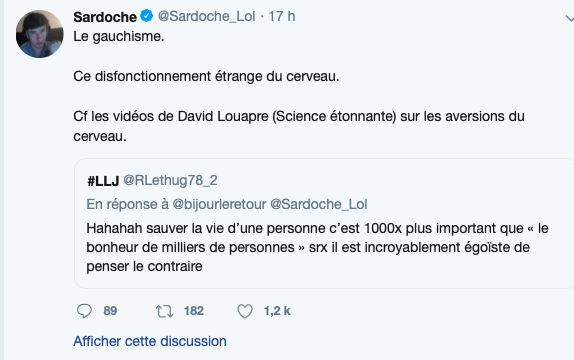 Sardoche @Sardoche_Lol · 17 h
Le gauchisme.
Ce disfonctionnement étrange du cerveau.
Cf les vidéos de David Louapre (Science étonnante) sur les aversions du
cerveau.
#LLJ @RLethug78_2
En réponse à @bijourleretour @Sardoche_Lol
Hahahah sauver la vie d’une personne c’est 1000x plus important que « le
bonheur de milliers de personnes » srx il est incroyablement égoïste de
penser le contraire
89 182 1,2 k
Afficher cette discussion